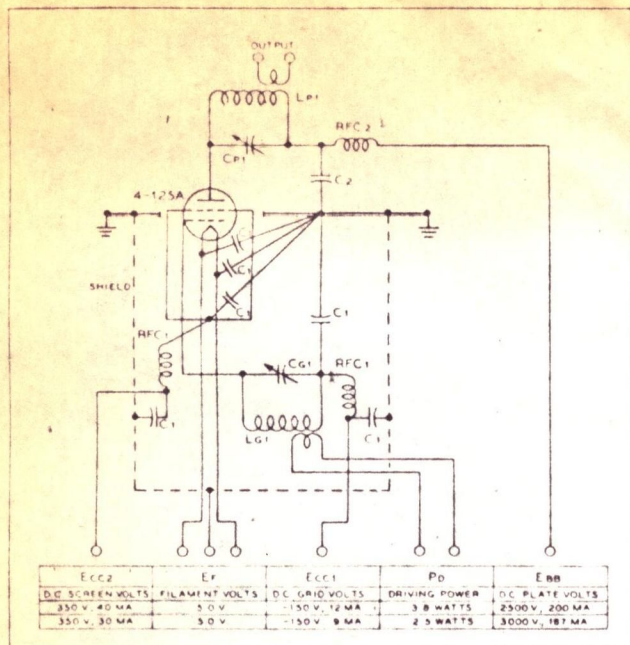 OUTPUT
LP1
RFC2
CP1
C2
4-125A
C1
C1
SHIELD
C1
RFC1
CG1
RFC1
C1
LG1
C1
ECC2 EF ECC1 PD EBB
D.C. SCREEN VOLTS FILAMENT VOLTS D.C. GRID VOLTS DRIVING POWER D.C. PLATE VOLTS
350 V, 40 MA 5.0 V -150 V, 12 MA 3.8 WATTS 2500 V, 200 MA
350 V, 30 MA 5.0 V -150 V, 9 MA 2.5 WATTS 3000 V, 187 MA